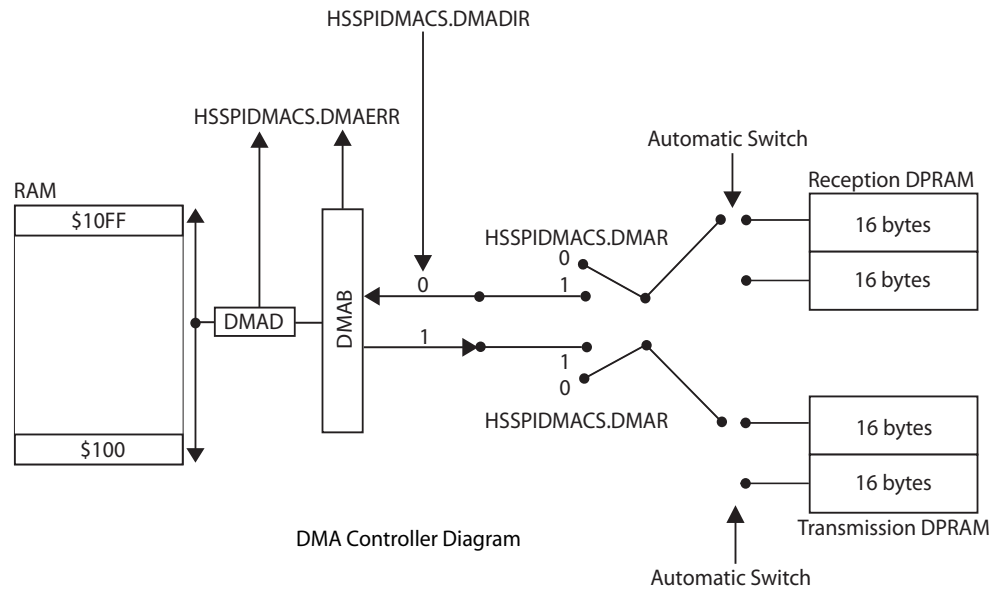 HSSPIDMACS.DMADIR
HSSPIDMACS.DMAERR
Automatic Switch
RAM
Reception DPRAM
$10FF
16 bytes
HSSPIDMACS.DMAR
0
16 bytes
0
1
DMAD
DMAB
1
1
0
HSSPIDMACS.DMAR
16 bytes
$100
16 bytes
Transmission DPRAM
DMA Controller Diagram
Automatic Switch